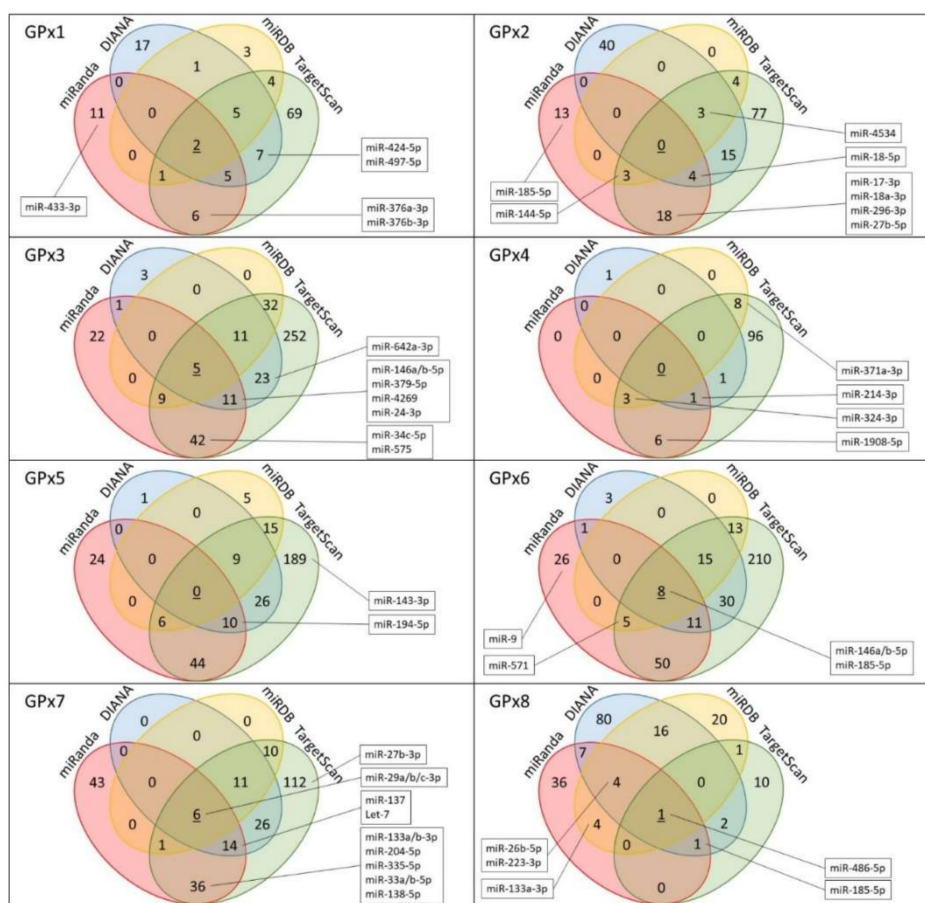 GPx1
miRanda
DIANA
miRDB
TargetScan
17
3
0
1
4
11
0
5
69
2
0
7
1
5
6
miR-433-3p
miR-424-5p
miR-497-5p
miR-376a-3p
miR-376b-3p
GPx2
miRanda
DIANA
miRDB
TargetScan
40
0
0
0
4
13
0
3
77
0
0
15
3
4
18
miR-185-5p
miR-144-5p
miR-4534
miR-18-5p
miR-17-3p
miR-18a-3p
miR-296-3p
miR-27b-5p
GPx3
miRanda
DIANA
miRDB
TargetScan
3
0
1
0
32
22
0
11
252
5
0
23
9
11
42
miR-642a-3p
miR-146a/b-5p
miR-379-5p
miR-4269
miR-24-3p
miR-34c-5p
miR-575
GPx4
miRanda
DIANA
miRDB
TargetScan
1
0
0
0
8
0
0
0
96
0
0
1
3
1
6
miR-371a-3p
miR-214-3p
miR-324-3p
miR-1908-5p
GPx5
miRanda
DIANA
miRDB
TargetScan
1
5
0
0
15
24
0
9
189
0
0
26
6
10
44
miR-143-3p
miR-194-5p
GPx6
miRanda
DIANA
miRDB
TargetScan
3
0
1
0
13
26
0
15
210
8
0
30
5
11
50
miR-9
miR-571
miR-146a/b-5p
miR-185-5p
GPx7
miRanda
DIANA
miRDB
TargetScan
0
0
0
0
10
43
0
11
112
6
0
26
1
14
36
miR-27b-3p
miR-29a/b/c-3p
miR-137
Let-7
miR-133a/b-3p
miR-204-5p
miR-335-5p
miR-33a/b-5p
miR-138-5p
GPx8
miRanda
DIANA
miRDB
TargetScan
80
20
7
16
1
36
4
0
10
1
4
2
0
1
0
miR-26b-5p
miR-223-3p
miR-133a-3p
miR-486-5p
miR-185-5p